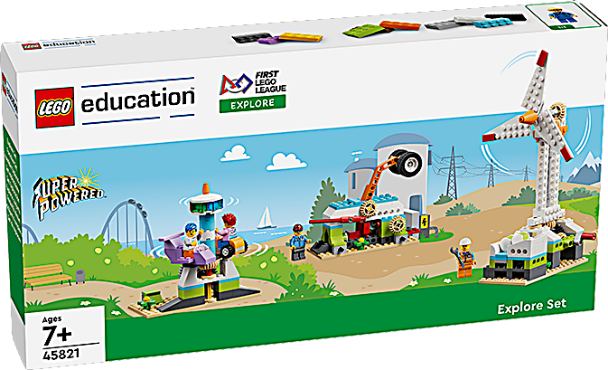 LEGO
education
FIRST
LEGO
LEAGUE
EXPLORE
SUPER
POWERED
Ages
7+
45821
Explore Set